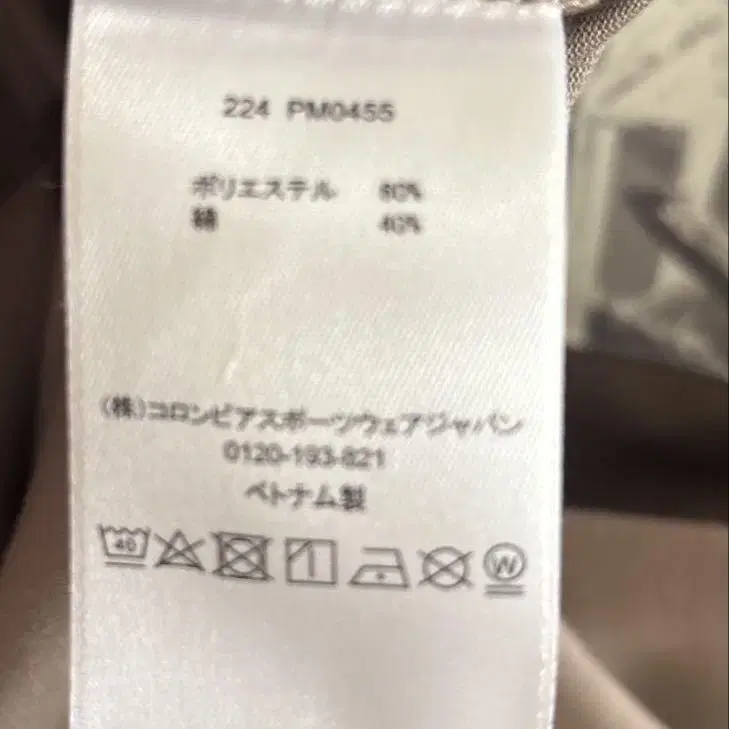 224 PM0455
ポリエステル 60%
綿 40%
(株)コロンビアスポーツウェアジャパン
0120-193-821
ベトナム製
40
W